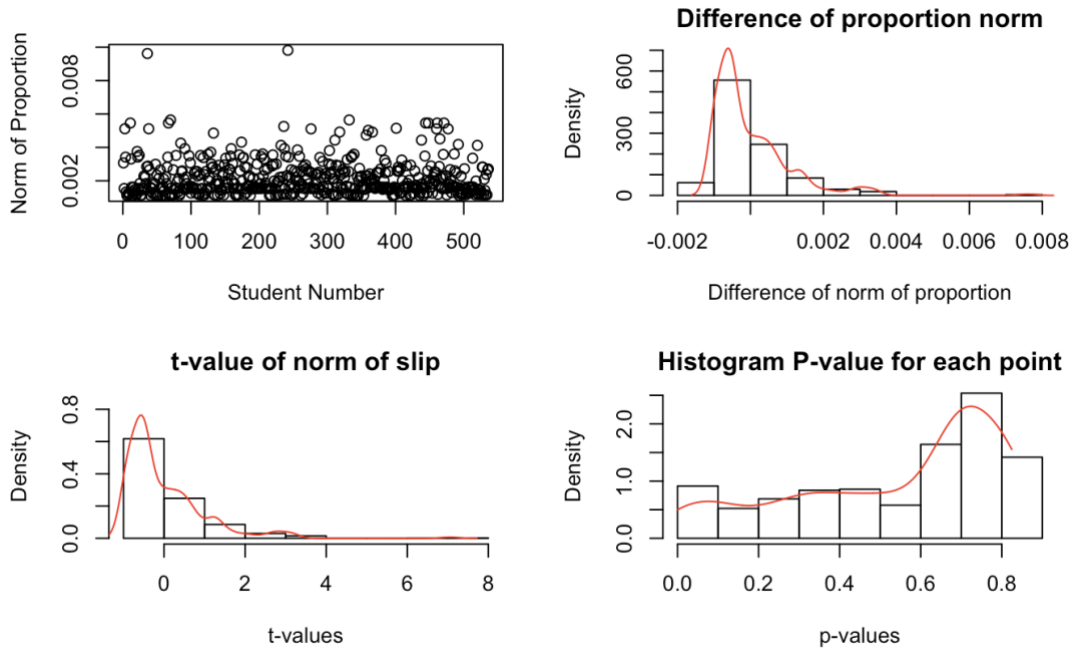 Norm of Proportion
0.002
0.008
0 100 200 300 400 500
Student Number
Difference of proportion norm
Density
0 300 600
-0.002 0.002 0.004 0.006 0.008
Difference of norm of proportion
t-value of norm of slip
Density
0.0 0.4 0.8
0 2 4 6 8
t-values
Histogram P-value for each point
Density
0.0 1.0 2.0
0.0 0.2 0.4 0.6 0.8
p-values